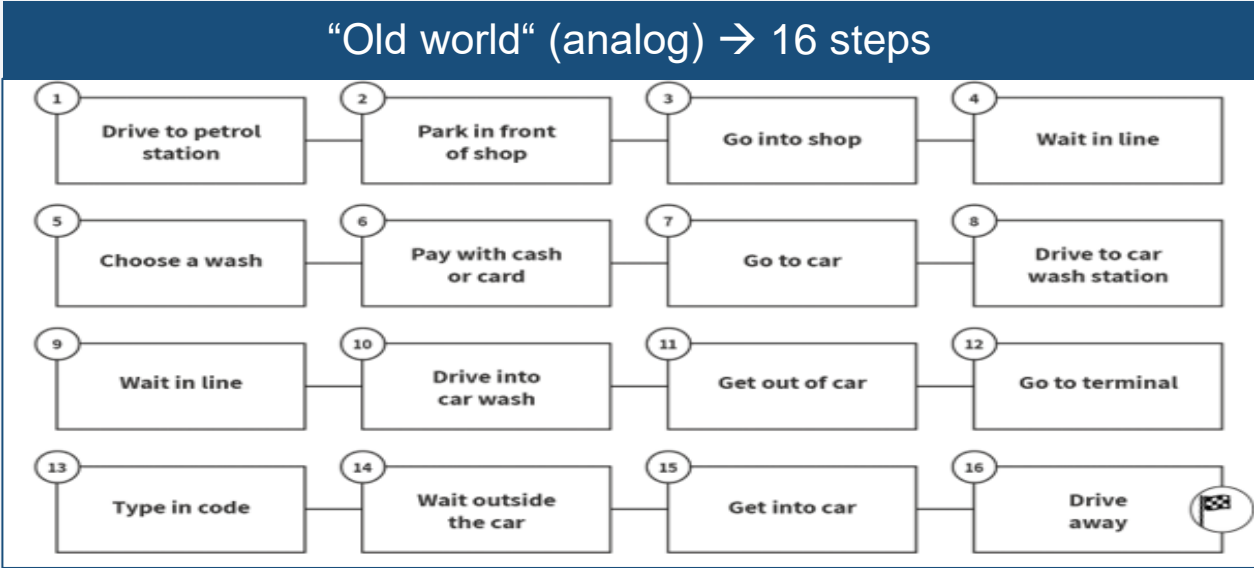 “Old world“ (analog) → 16 steps
1
Drive to petrol
station
2
Park in front
of shop
3
Go into shop
4
Wait in line
5
Choose a wash
6
Pay with cash
or card
7
Go to car
8
Drive to car
wash station
9
Wait in line
10
Drive into
car wash
11
Get out of car
12
Go to terminal
13
Type in code
14
Wait outside
the car
15
Get into car
16
Drive
away